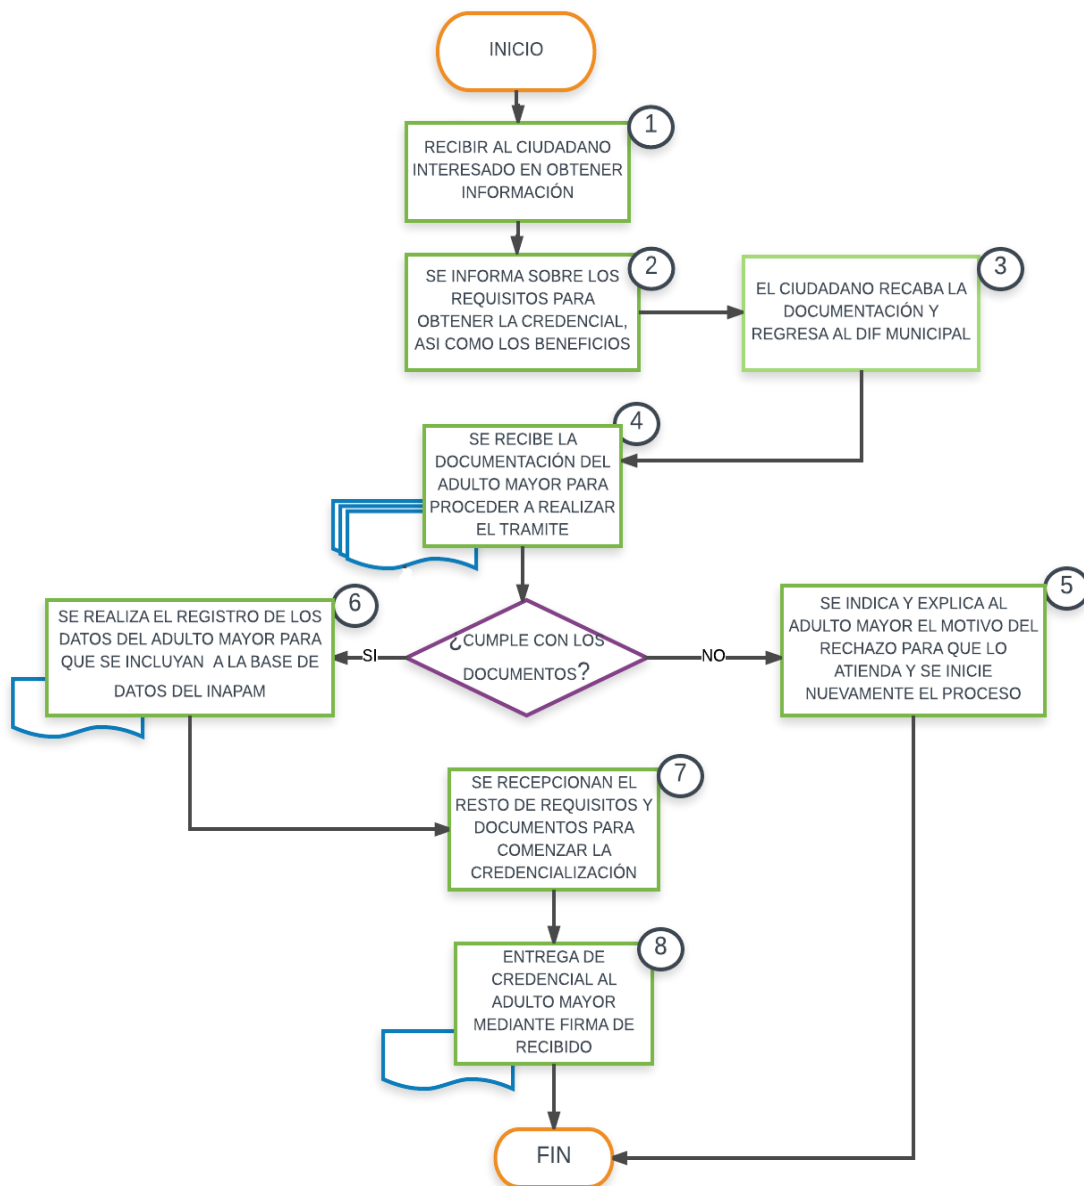 INICIO
1
RECIBIR AL CIUDADANO
INTERESADO EN OBTENER
INFORMACIÓN
2
SE INFORMA SOBRE LOS
REQUISITOS PARA
OBTENER LA CREDENCIAL,
ASI COMO LOS BENEFICIOS
3
EL CIUDADANO RECABA LA
DOCUMENTACIÓN Y
REGRESA AL DIF MUNICIPAL
4
SE RECIBE LA
DOCUMENTACIÓN DEL
ADULTO MAYOR PARA
PROCEDER A REALIZAR
EL TRAMITE
¿CUMPLE CON LOS
DOCUMENTOS?
NO
5
SE INDICA Y EXPLICA AL
ADULTO MAYOR EL MOTIVO DEL
RECHAZO PARA QUE LO
ATIENDA Y SE INICIE
NUEVAMENTE EL PROCESO
SI
6
SE REALIZA EL REGISTRO DE LOS
DATOS DEL ADULTO MAYOR PARA
QUE SE INCLUYAN A LA BASE DE
DATOS DEL INAPAM
7
SE RECEPCIONAN EL
RESTO DE REQUISITOS Y
DOCUMENTOS PARA
COMENZAR LA
CREDENCIALIZACIÓN
8
ENTREGA DE
CREDENCIAL AL
ADULTO MAYOR
MEDIANTE FIRMA DE
RECIBIDO
FIN